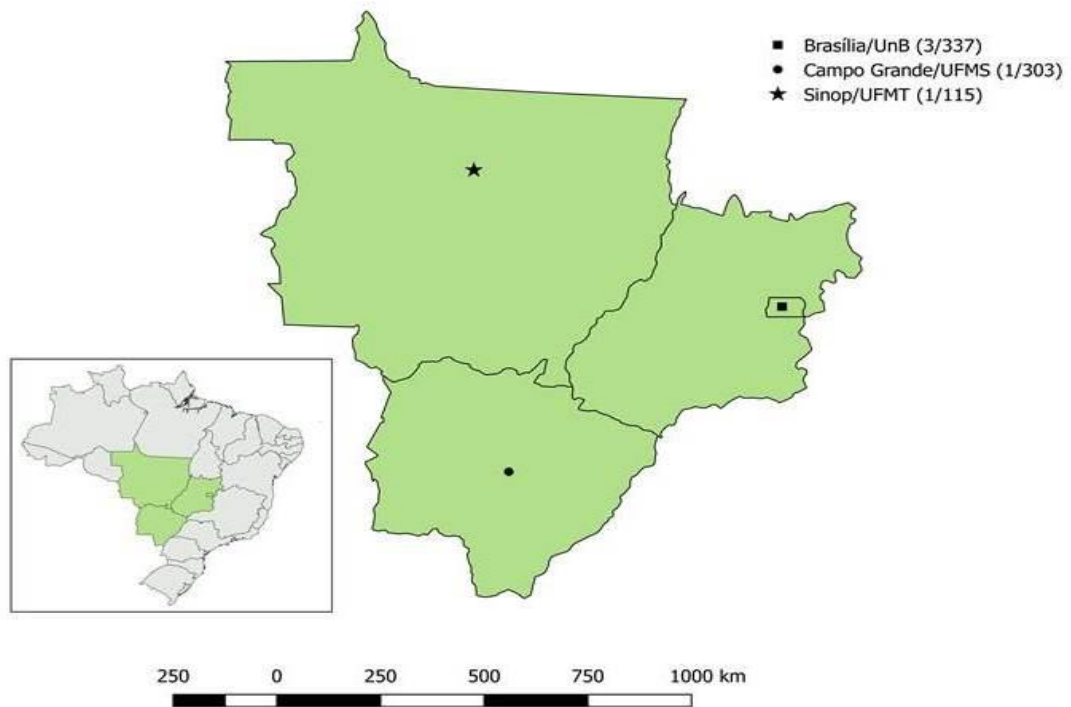 Brasília/UnB (3/337)
Campo Grande/UFMS (1/303)
Sinop/UFMT (1/115)
250 0 250 500 750 1000 km